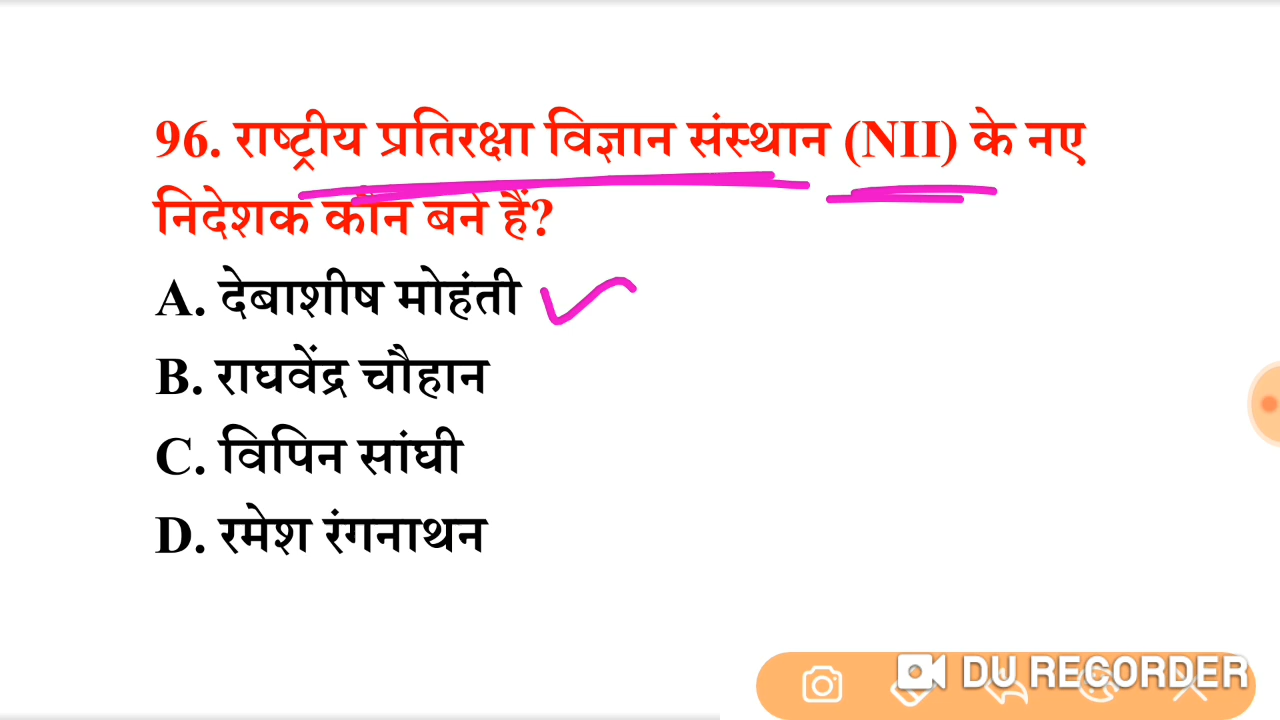 96. राष्ट्रीय प्रतिरक्षा विज्ञान संस्थान (NII) के नए
निदेशक कौन बने हैं?
A. देबाशीष मोहंती
B. राघवेंद्र चौहान
C. विपिन सांघी
D. रमेश रंगनाथन
DU RECORDER